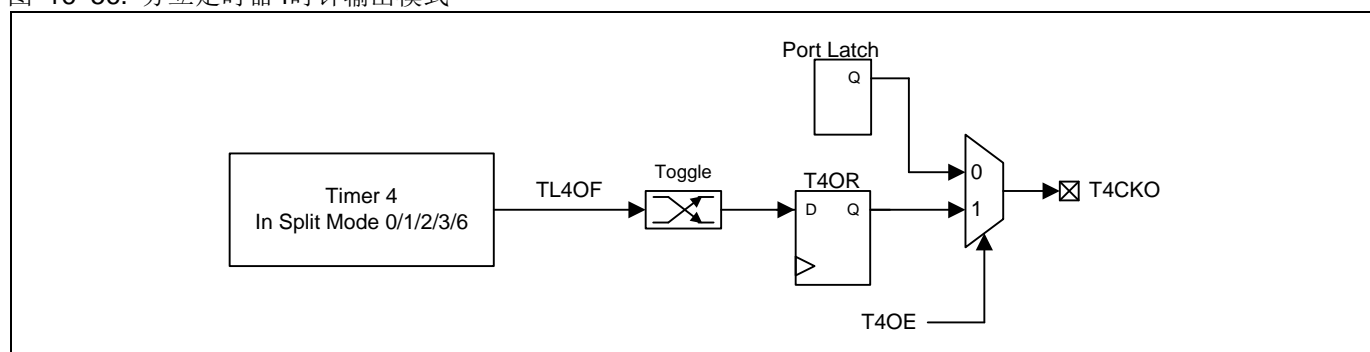 Port Latch
Q
Timer 4
In Split Mode 0/1/2/3/6
TL4OF
Toggle
T4OR
D Q
0
1
T4CKO
T4OE